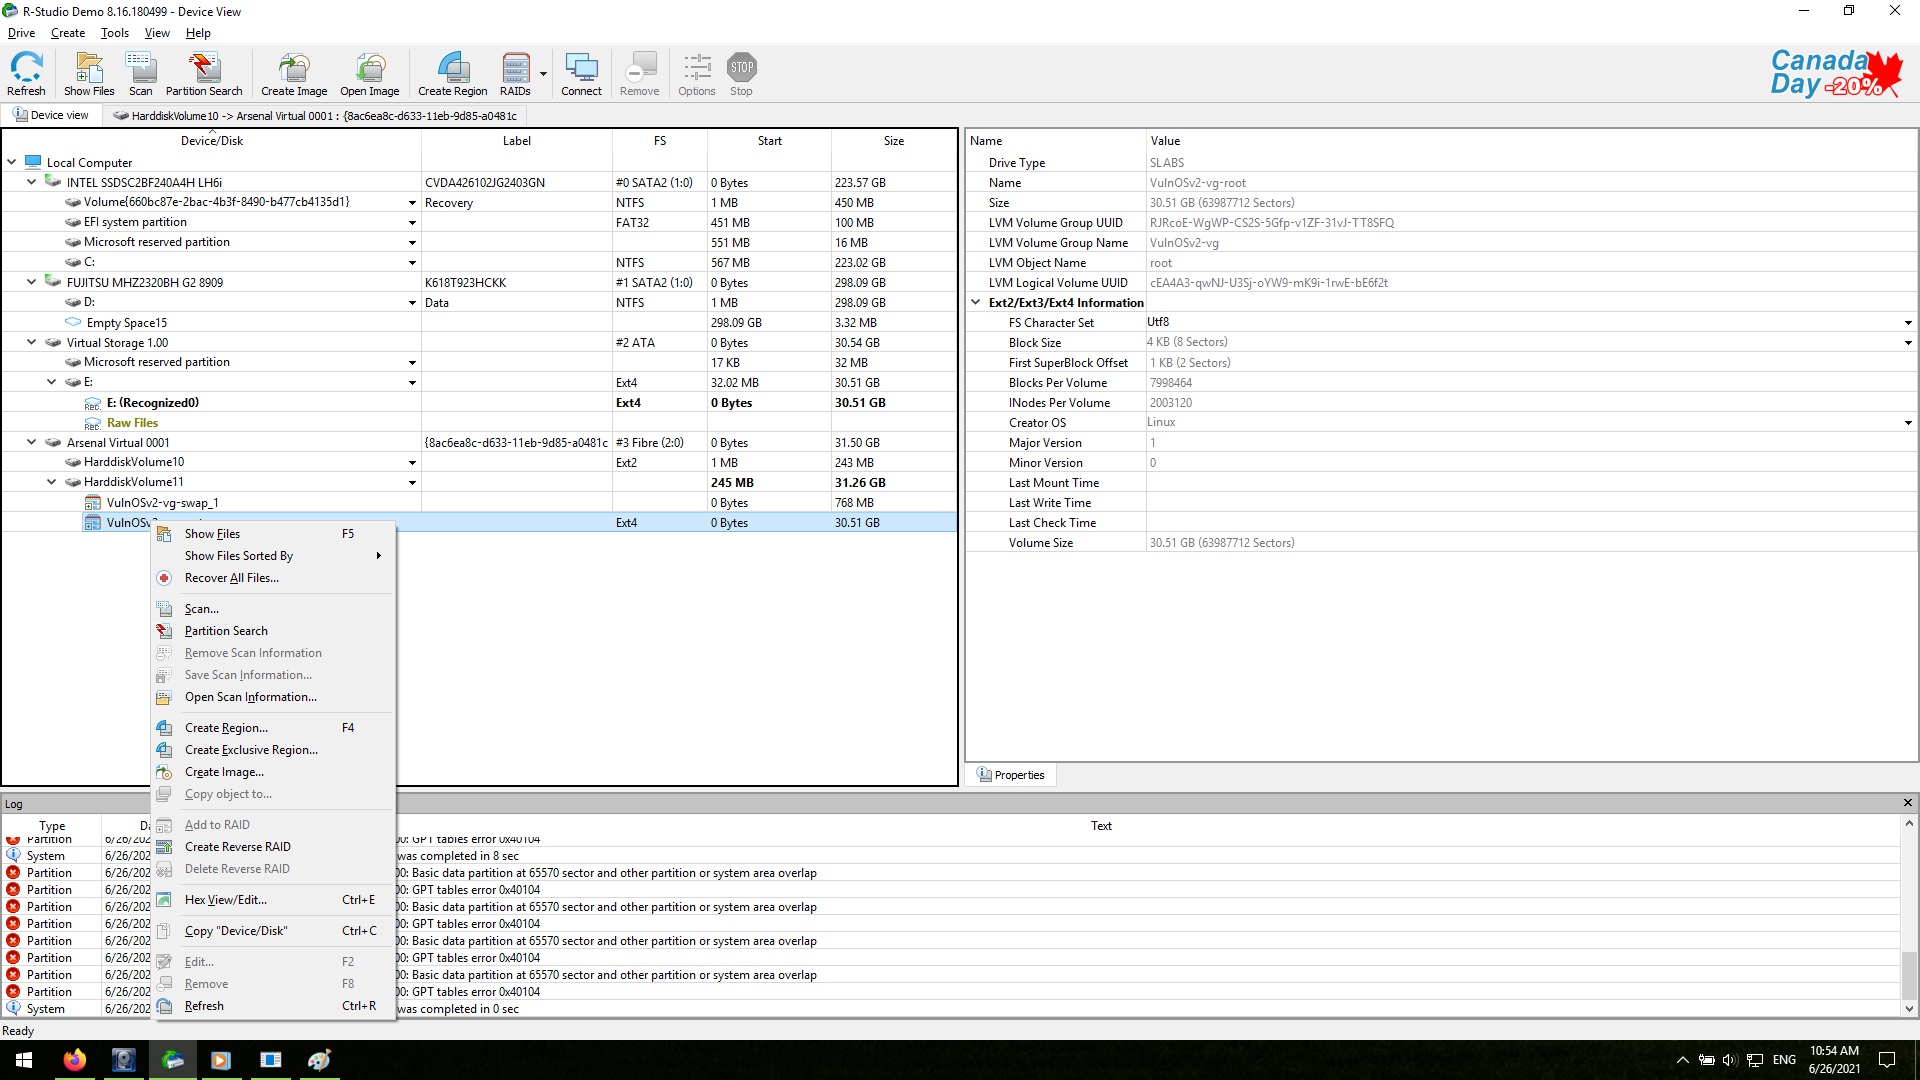 R-Studio Demo 8.16.180499 - Device View
Drive Create Tools View Help
Refresh Show Files Scan Partition Search Create Image Open Image Create Region RAIDs Connect Remove Options STOP Stop
Canada Day -20%
Device view HarddiskVolume10 -> Arsenal Virtual 0001 : {8ac6ea8c-d633-11eb-9d85-a0481c
Device/Disk Label FS Start Size
Local Computer
INTEL SSDSC2BF240A4H LH6i CVDA426102JG2403GN #0 SATA2 (1:0) 0 Bytes 223.57 GB
Volume{660bc87e-2bac-4b3f-8490-b477cb4135d1} Recovery NTFS 1 MB 450 MB
EFI system partition FAT32 451 MB 100 MB
Microsoft reserved partition 551 MB 16 MB
C: NTFS 567 MB 223.02 GB
FUJITSU MHZ2320BH G2 8909 K618T923HCKK #1 SATA2 (1:0) 0 Bytes 298.09 GB
D: Data NTFS 1 MB 298.09 GB
Empty Space15 298.09 GB 3.32 MB
Virtual Storage 1.00 #2 ATA 0 Bytes 30.54 GB
Microsoft reserved partition 17 KB 32 MB
E: Ext4 32.02 MB 30.51 GB
REC. E: (Recognized0) Ext4 0 Bytes 30.51 GB
REC. Raw Files
Arsenal Virtual 0001 {8ac6ea8c-d633-11eb-9d85-a0481c #3 Fibre (2:0) 0 Bytes 31.50 GB
HarddiskVolume10 Ext2 1 MB 243 MB
HarddiskVolume11 245 MB 31.26 GB
VulnOSv2-vg-swap_1 0 Bytes 768 MB
VulnOSv2 Ext4 0 Bytes 30.51 GB
Show Files F5
Show Files Sorted By
Recover All Files...
Scan...
Partition Search
Remove Scan Information
Save Scan Information...
Open Scan Information...
Create Region... F4
Create Exclusive Region...
Create Image...
Copy object to...
Add to RAID
Create Reverse RAID
Delete Reverse RAID
Hex View/Edit... Ctrl+E
Copy "Device/Disk" Ctrl+C
Edit... F2
Remove F8
Refresh Ctrl+R
Name Value
Drive Type SLABS
Name VulnOSv2-vg-root
Size 30.51 GB (63987712 Sectors)
LVM Volume Group UUID RJRcoE-WgWP-CS2S-5Gfp-v1ZF-31vJ-TT8SFQ
LVM Volume Group Name VulnOSv2-vg
LVM Object Name root
LVM Logical Volume UUID cEA4A3-qwNJ-U3Sj-oYW9-mK9i-1rwE-bE6f2t
Ext2/Ext3/Ext4 Information
FS Character Set Utf8
Block Size 4 KB (8 Sectors)
First SuperBlock Offset 1 KB (2 Sectors)
Blocks Per Volume 7998464
INodes Per Volume 2003120
Creator OS Linux
Major Version 1
Minor Version 0
Last Mount Time
Last Write Time
Last Check Time
Volume Size 30.51 GB (63987712 Sectors)
Properties
Log
Type Da Text
Partition 6/26/202 00: GPT tables error 0x40104
System 6/26/202 was completed in 8 sec
Partition 6/26/202 00: Basic data partition at 65570 sector and other partition or system area overlap
Partition 6/26/202 00: GPT tables error 0x40104
Partition 6/26/202 00: Basic data partition at 65570 sector and other partition or system area overlap
Partition 6/26/202 00: GPT tables error 0x40104
Partition 6/26/202 00: Basic data partition at 65570 sector and other partition or system area overlap
Partition 6/26/202 00: GPT tables error 0x40104
Partition 6/26/202 00: Basic data partition at 65570 sector and other partition or system area overlap
Partition 6/26/202 00: GPT tables error 0x40104
System 6/26/202 was completed in 0 sec
Ready
ENG 10:54 AM
6/26/2021